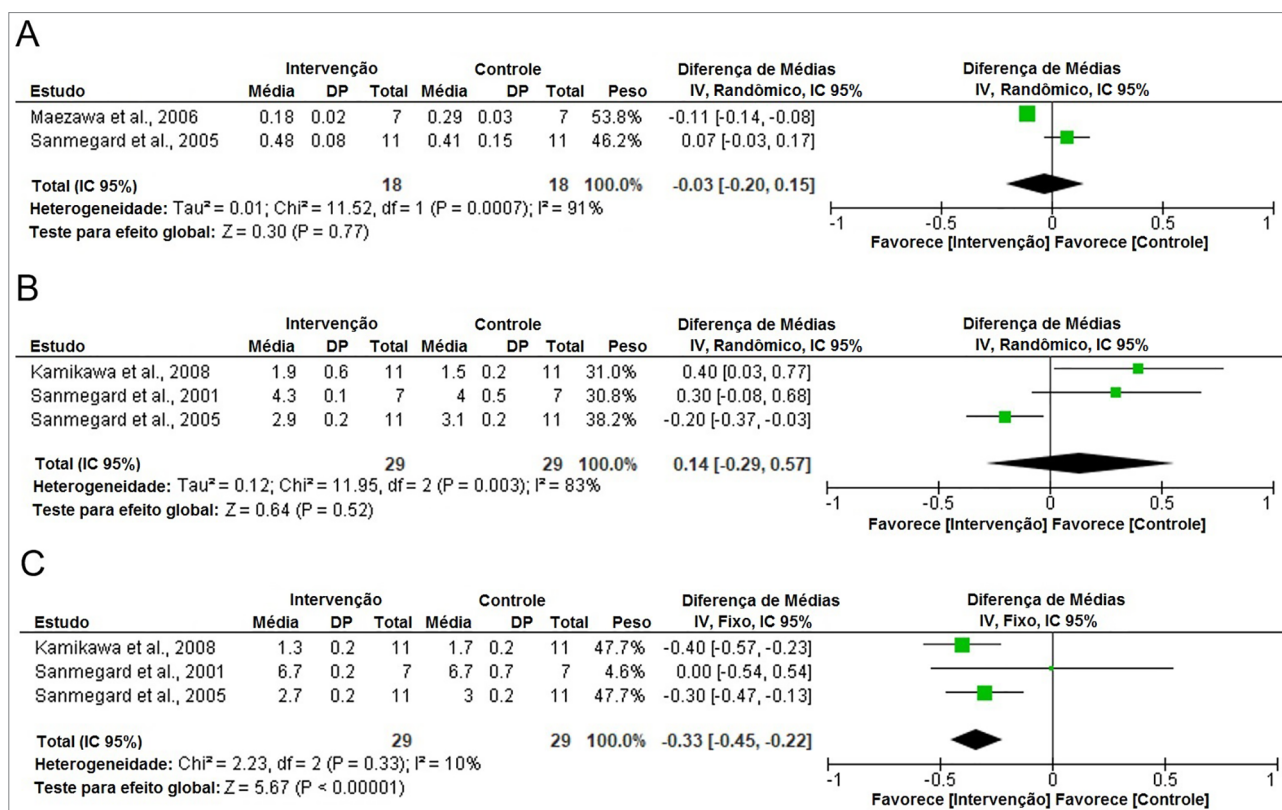 A
Intervenção Controle Diferença de Médias Diferença de Médias
Estudo Média DP Total Média DP Total Peso IV, Randômico, IC 95% IV, Randômico, IC 95%
Maezawa et al., 2006 0.18 0.02 7 0.29 0.03 7 53.8% -0.11 [-0.14, -0.08]
Sanmegard et al., 2005 0.48 0.08 11 0.41 0.15 11 46.2% 0.07 [-0.03, 0.17]
Total (IC 95%) 18 18 100.0% -0.03 [-0.20, 0.15]
Heterogeneidade: Tau² = 0.01; Chi² = 11.52, df = 1 (P = 0.0007); I² = 91%
Teste para efeito global: Z = 0.30 (P = 0.77)
-1 -0.5 0 0.5 1
Favorece [Intervenção] Favorece [Controle]
B
Intervenção Controle Diferença de Médias Diferença de Médias
Estudo Média DP Total Média DP Total Peso IV, Randômico, IC 95% IV, Randômico, IC 95%
Kamikawa et al., 2008 1.9 0.6 11 1.5 0.2 11 31.0% 0.40 [0.03, 0.77]
Sanmegard et al., 2001 4.3 0.1 7 4 0.5 7 30.8% 0.30 [-0.08, 0.68]
Sanmegard et al., 2005 2.9 0.2 11 3.1 0.2 11 38.2% -0.20 [-0.37, -0.03]
Total (IC 95%) 29 29 100.0% 0.14 [-0.29, 0.57]
Heterogeneidade: Tau² = 0.12; Chi² = 11.95, df = 2 (P = 0.003); I² = 83%
Teste para efeito global: Z = 0.64 (P = 0.52)
-1 -0.5 0 0.5 1
Favorece [Intervenção] Favorece [Controle]
C
Intervenção Controle Diferença de Médias Diferença de Médias
Estudo Média DP Total Média DP Total Peso IV, Fixo, IC 95% IV, Fixo, IC 95%
Kamikawa et al., 2008 1.3 0.2 11 1.7 0.2 11 47.7% -0.40 [-0.57, -0.23]
Sanmegard et al., 2001 6.7 0.2 7 6.7 0.7 7 4.6% 0.00 [-0.54, 0.54]
Sanmegard et al., 2005 2.7 0.2 11 3 0.2 11 47.7% -0.30 [-0.47, -0.13]
Total (IC 95%) 29 29 100.0% -0.33 [-0.45, -0.22]
Heterogeneidade: Chi² = 2.23, df = 2 (P = 0.33); I² = 10%
Teste para efeito global: Z = 5.67 (P < 0.00001)
-1 -0.5 0 0.5 1
Favorece [Intervenção] Favorece [Controle]